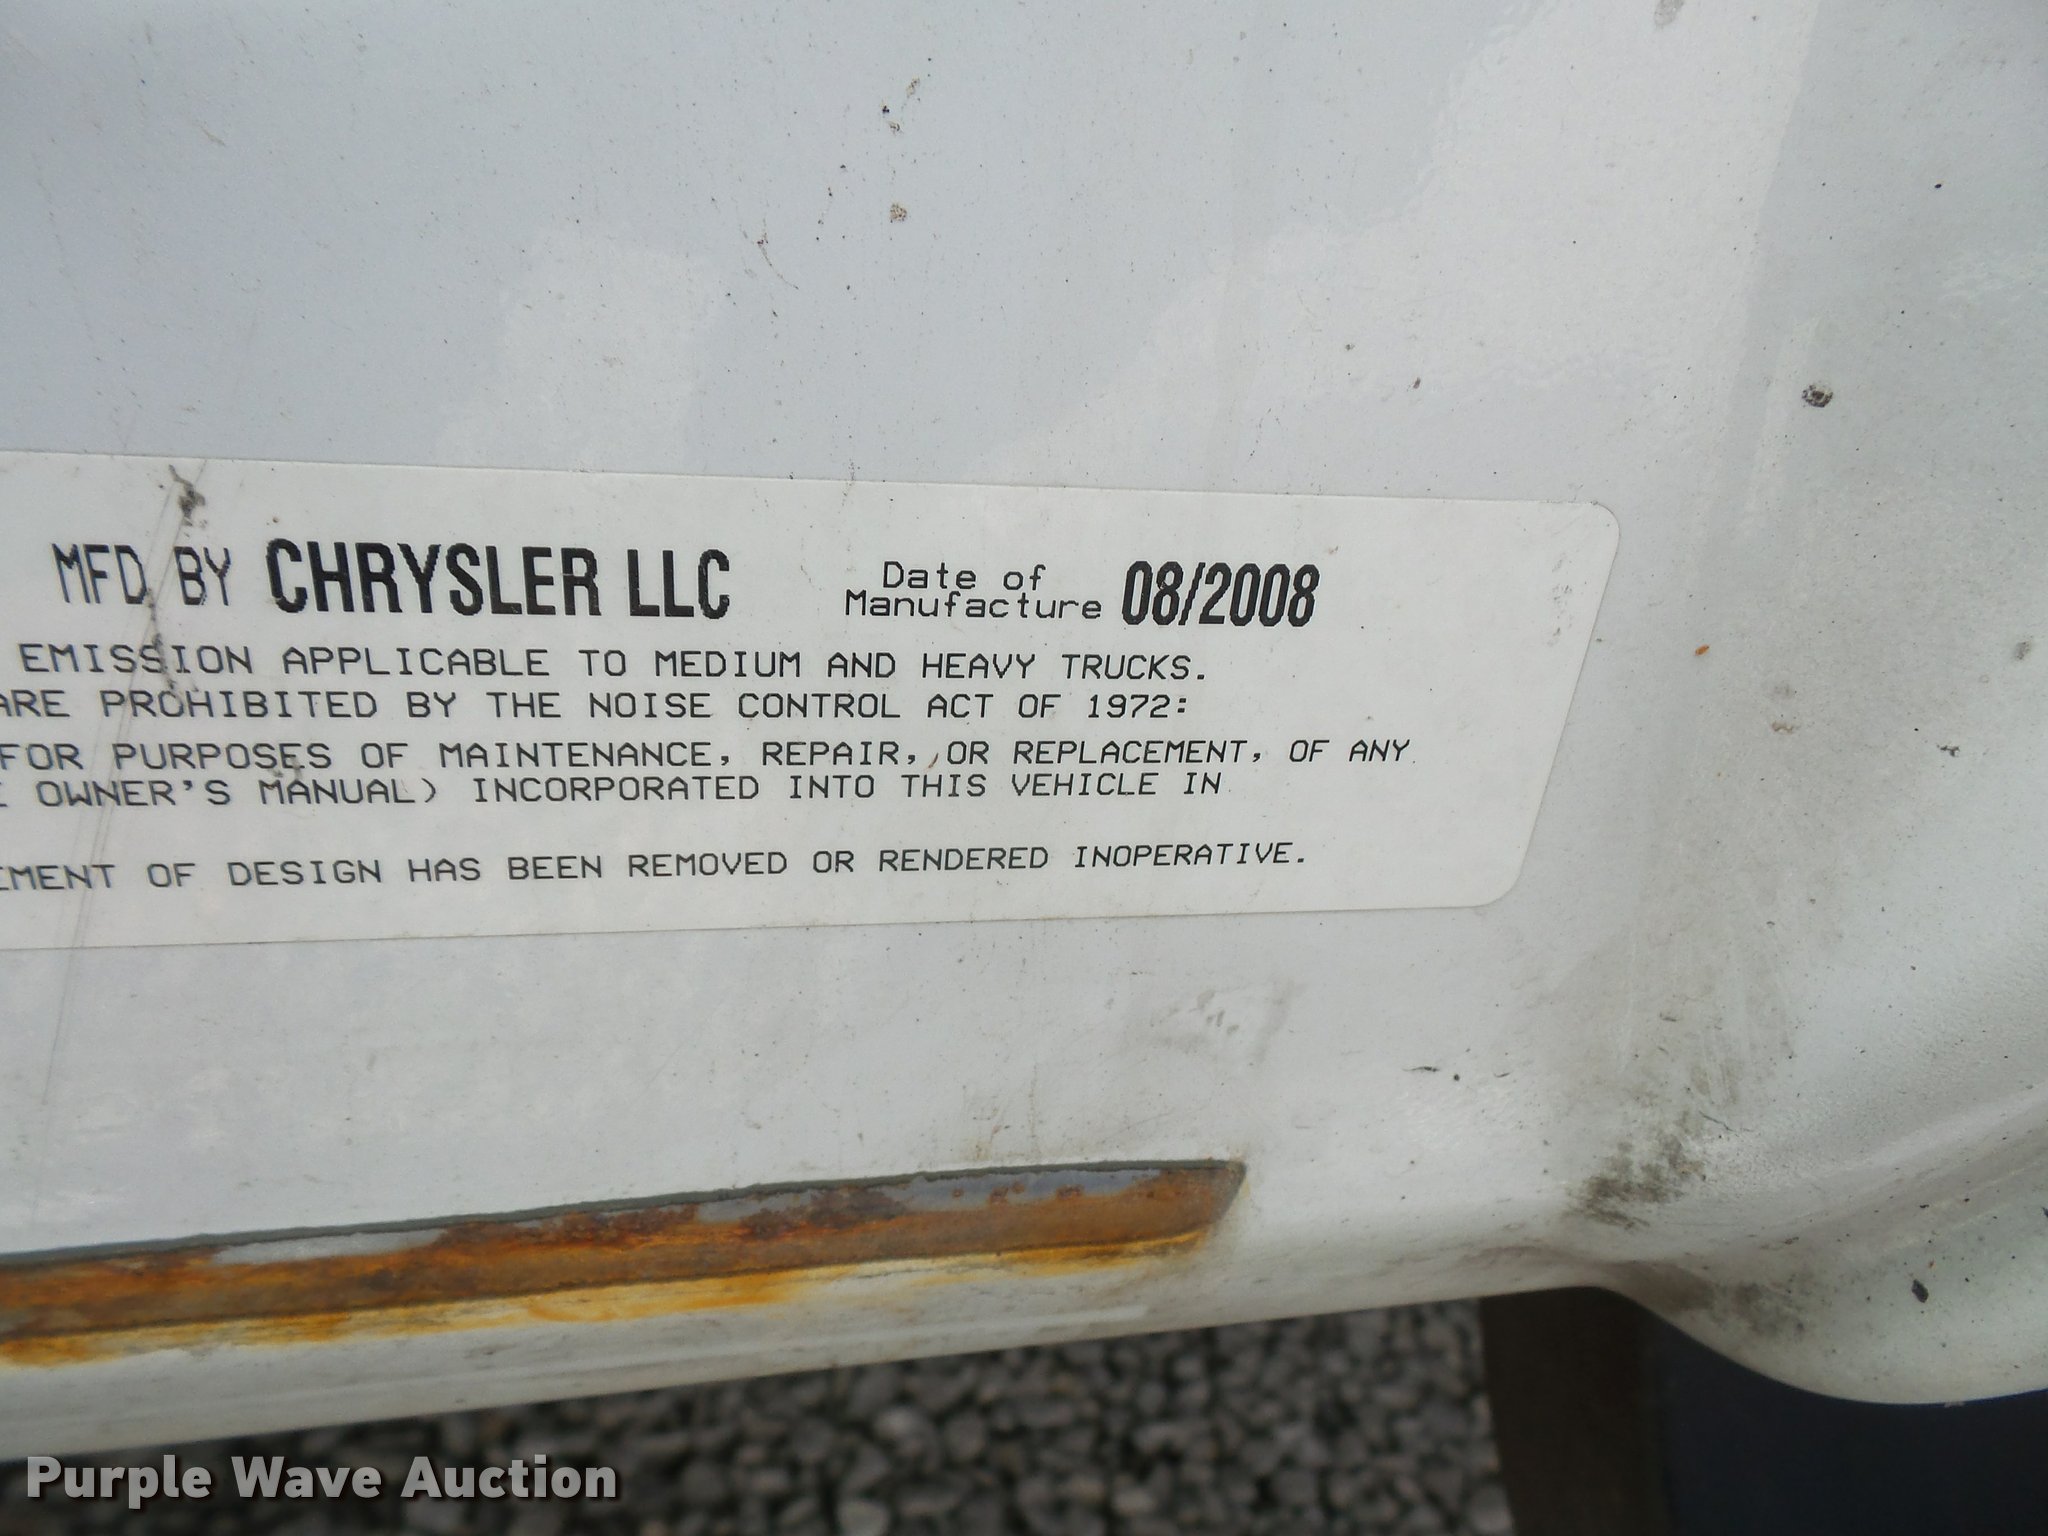 MFD BY CHRYSLER LLC Date of Manufacture 08/2008
EMISSION APPLICABLE TO MEDIUM AND HEAVY TRUCKS.
ARE PROHIBITED BY THE NOISE CONTROL ACT OF 1972:
FOR PURPOSES OF MAINTENANCE, REPAIR, OR REPLACEMENT, OF ANY
OWNER'S MANUAL) INCORPORATED INTO THIS VEHICLE IN
EMENT OF DESIGN HAS BEEN REMOVED OR RENDERED INOPERATIVE.
Purple Wave Auction